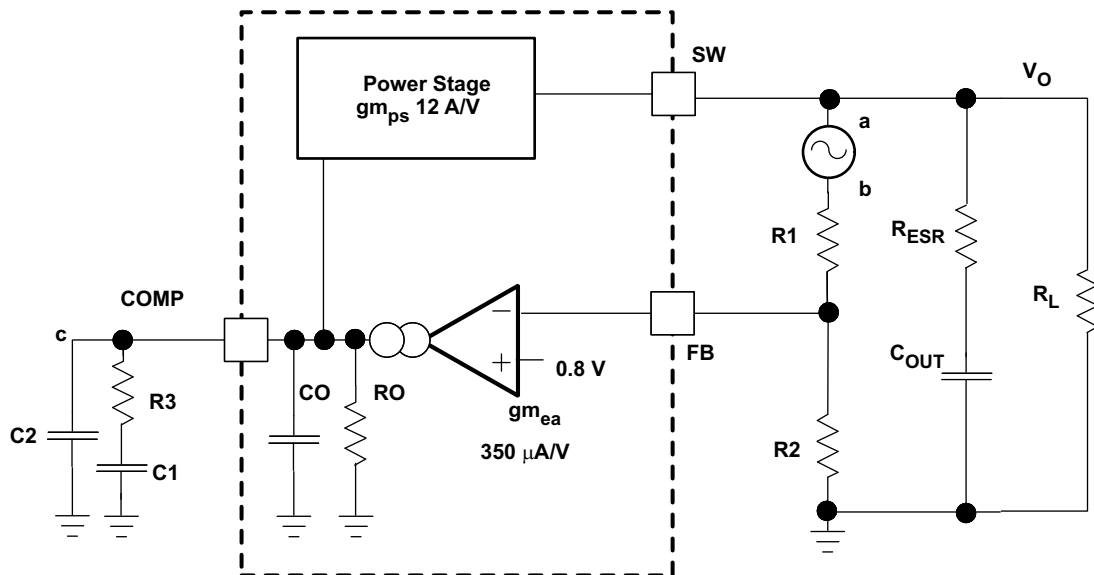 SW
Power Stage
gmps 12 A/V
VO
a
b
R1
RESR
RL
COMP
c
FB
0.8 V
COUT
R3
CO
RO
gmea
C2
350 μA/V
R2
C1